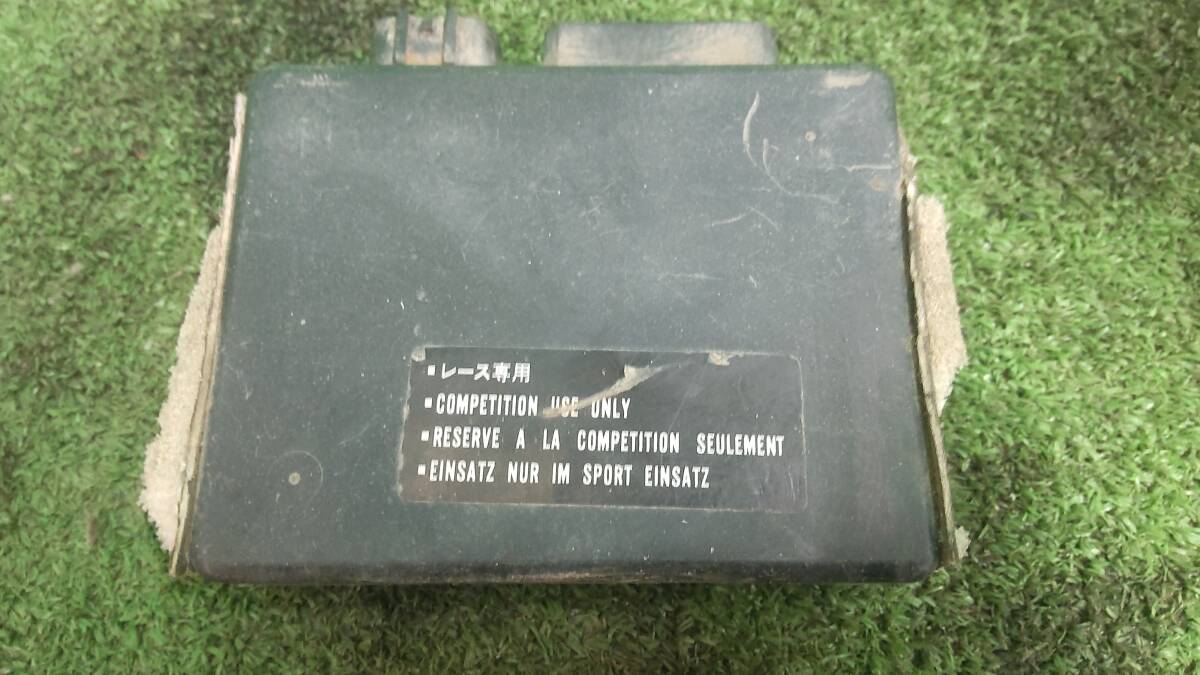 ▪レース専用
▪COMPETITION USE ONLY
▪RESERVE A LA COMPETITION SEULEMENT
▪EINSATZ NUR IM SPORT EINSATZ